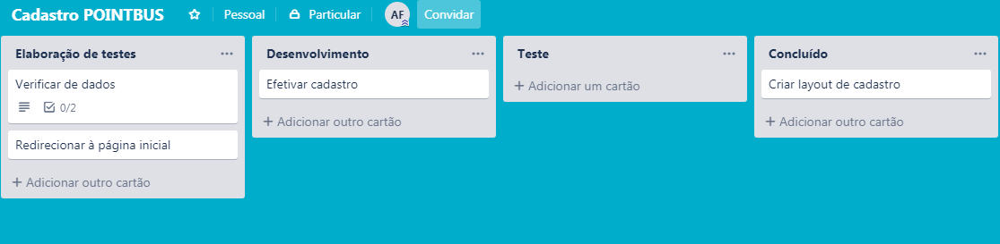 Cadastro POINTBUS
Pessoal
Particular
AF
Convidar
Elaboração de testes
Verificar de dados
0/2
Redirecionar à página inicial
+ Adicionar outro cartão
Desenvolvimento
Efetivar cadastro
+ Adicionar outro cartão
Teste
+ Adicionar um cartão
Concluído
Criar layout de cadastro
+ Adicionar outro cartão